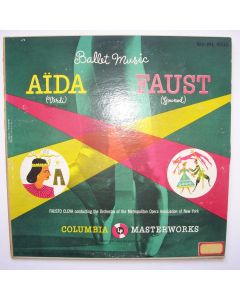 Ballet Music
AÏDA
(Verdi)
FAUST
(Gounod)
FAUSTO CLEVA conducting the Orchestra of the Metropolitan Opera Association of New York
COLUMBIA LP MASTERWORKS